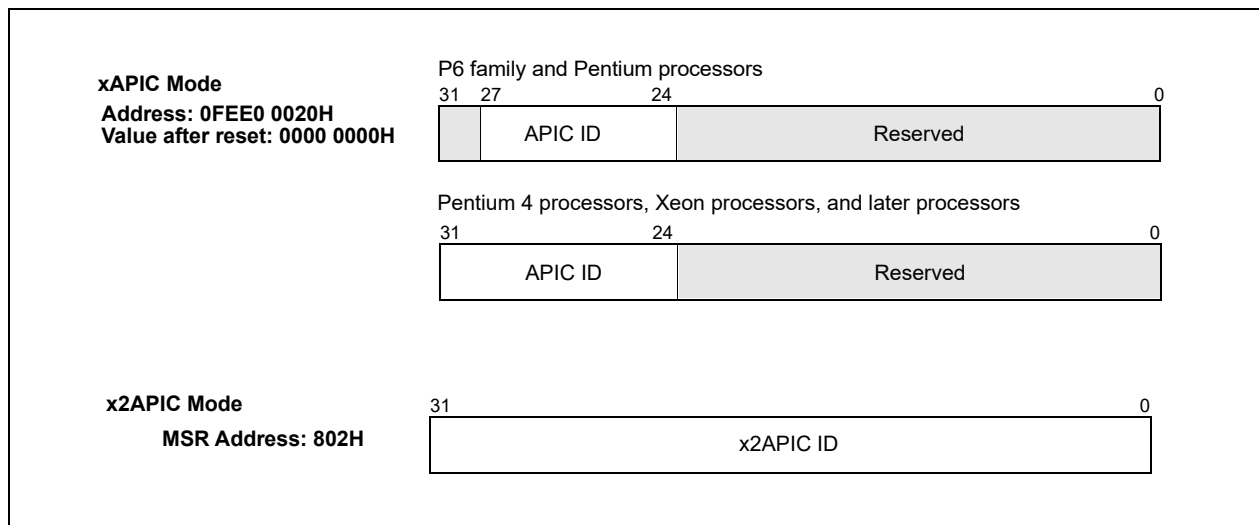 xAPIC Mode
Address: 0FEE0 0020H
Value after reset: 0000 0000H
P6 family and Pentium processors
31 27 24 0
APIC ID Reserved
Pentium 4 processors, Xeon processors, and later processors
31 24 0
APIC ID Reserved
x2APIC Mode
MSR Address: 802H
31 0
x2APIC ID